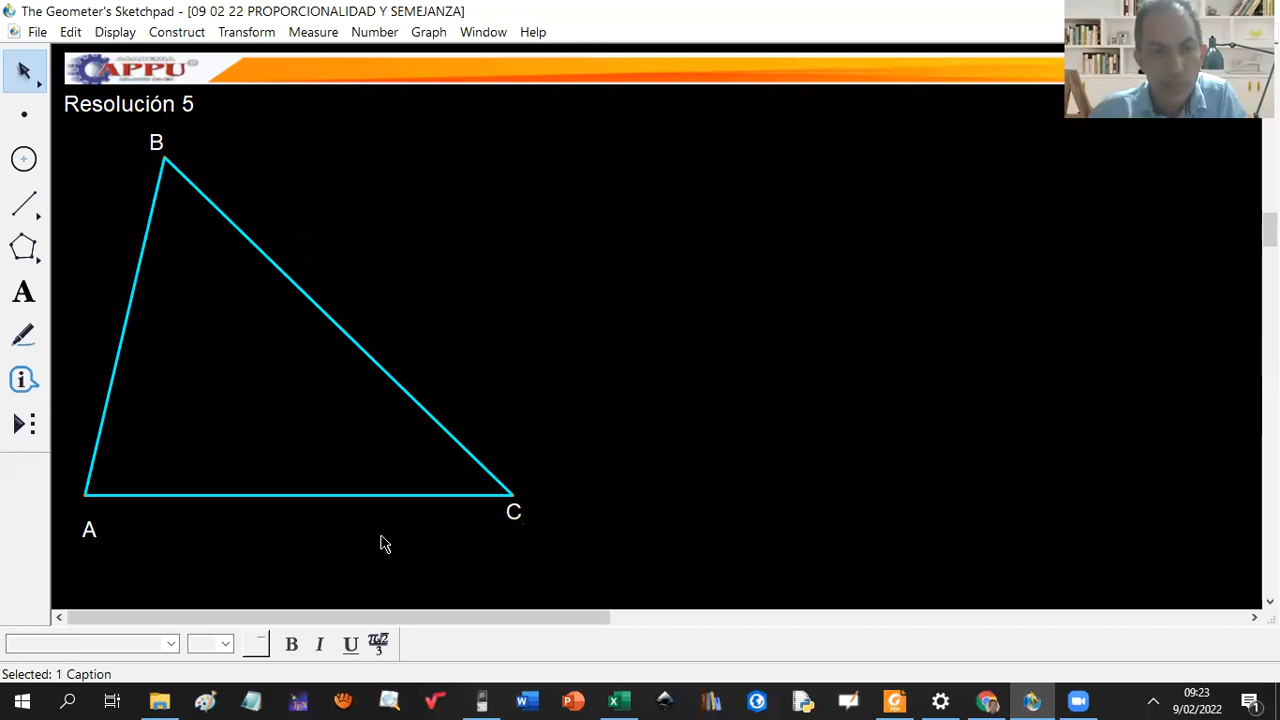 The Geometer's Sketchpad - [09 02 22 PROPORCIONALIDAD Y SEMEJANZA]
File Edit Display Construct Transform Measure Number Graph Window Help
ACADEMIA
APPU
Resolución 5
B
A
C
A
B I U
Selected: 1 Caption
09:23
9/02/2022